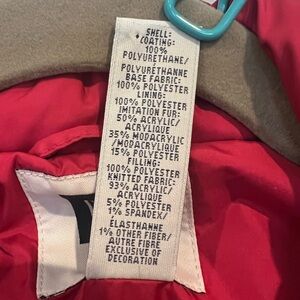 SHELL:
COATING:
100%
POLYURETHANE/
POLYURÉTHANNE
BASE FABRIC:
100% POLYESTER
LINING:
100% POLYESTER
IMITATION FUR:
50% ACRYLIC/
ACRYLIQUE
35% MODACRYLIC
/MODACRYLIQUE
15% POLYESTER
FILLING:
100% POLYESTER
KNITTED FABRIC:
93% ACRYLIC/
ACRYLIQUE
5% POLYESTER
1% SPANDEX/
ÉLASTHANNE
1% OTHER FIBER/
AUTRE FIBRE
EXCLUSIVE OF
DECORATION